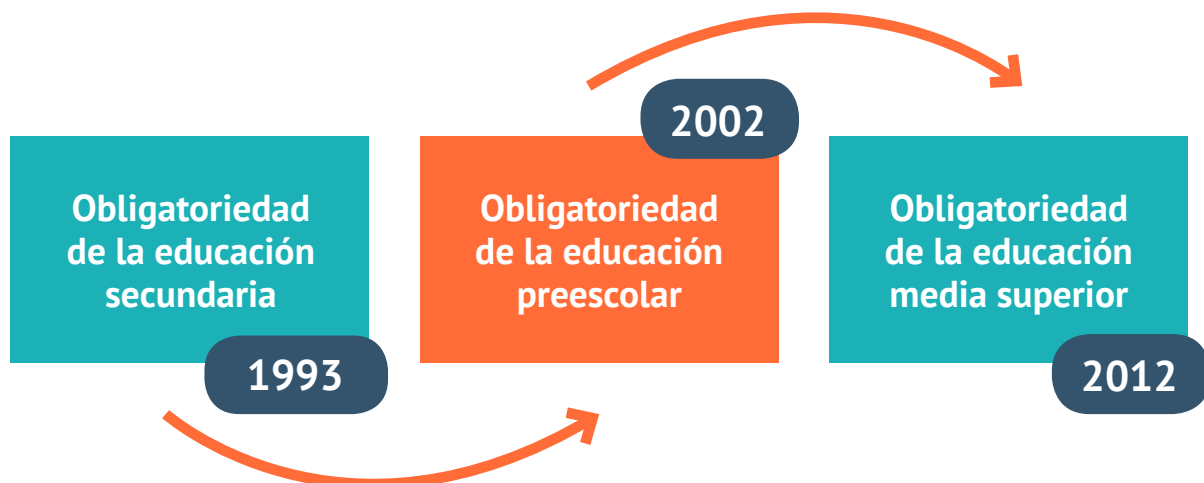 Obligatoriedad
de la educación
secundaria
1993
2002
Obligatoriedad
de la educación
preescolar
Obligatoriedad
de la educación
media superior
2012